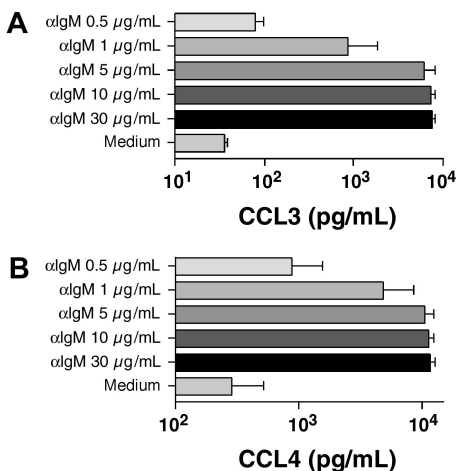 A
αIgM 0.5 µg/mL
αIgM 1 µg/mL
αIgM 5 µg/mL
αIgM 10 µg/mL
αIgM 30 µg/mL
Medium
10¹ 10² 10³ 10⁴
CCL3 (pg/mL)
B
αIgM 0.5 µg/mL
αIgM 1 µg/mL
αIgM 5 µg/mL
αIgM 10 µg/mL
αIgM 30 µg/mL
Medium
10² 10³ 10⁴
CCL4 (pg/mL)